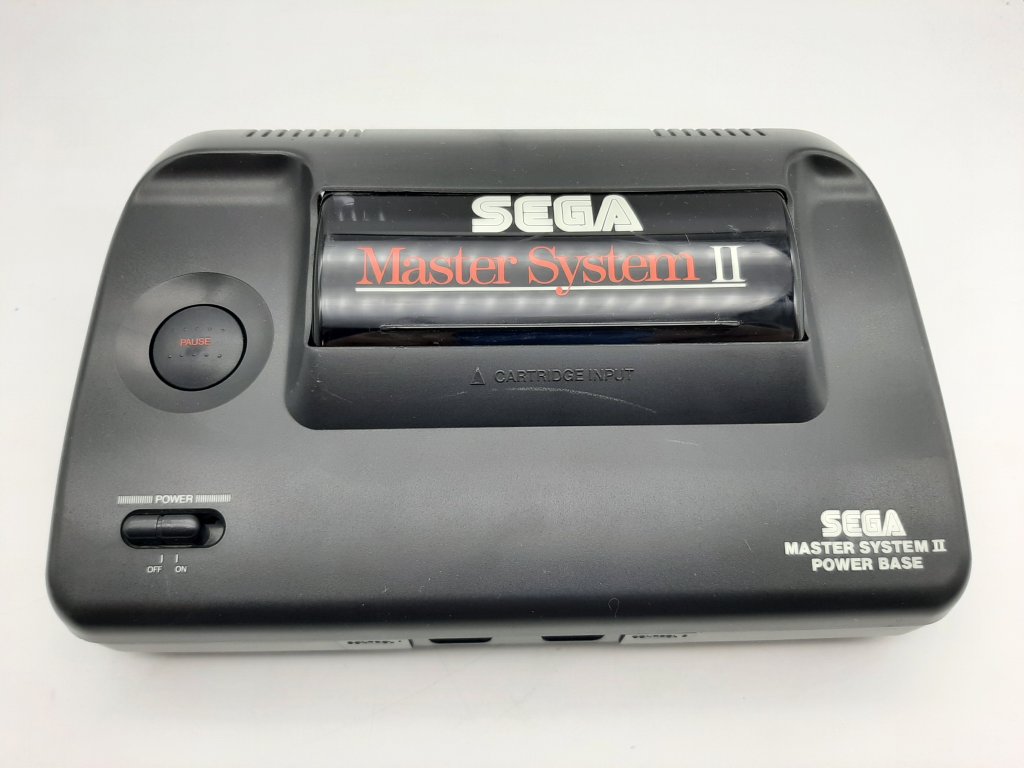 SEGA
Master System II
CARTRIDGE INPUT
PAUSE
POWER
OFF ON
SEGA
MASTER SYSTEM II
POWER BASE